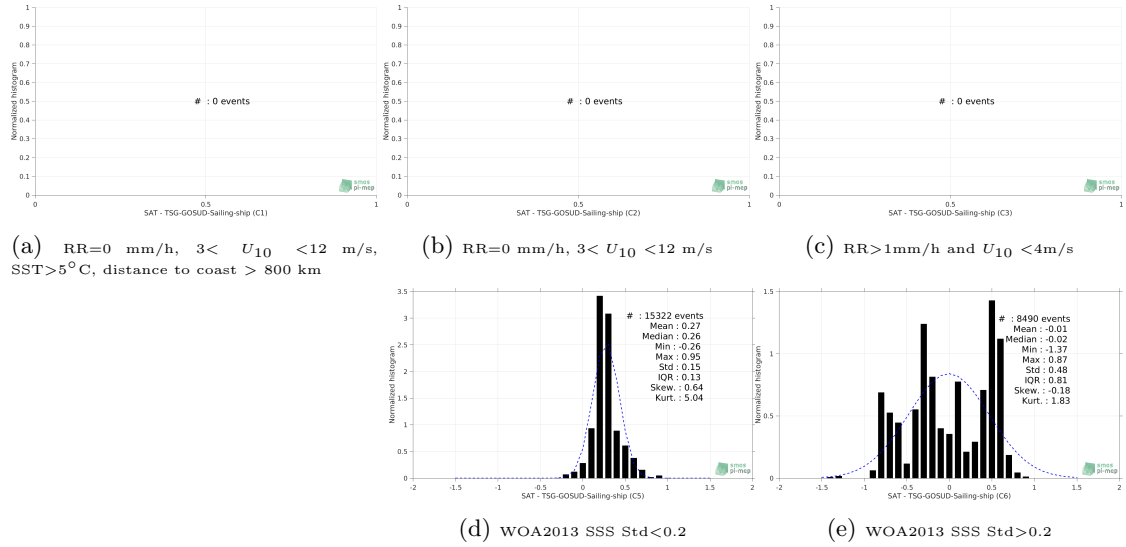 1
0.9
0.8
0.7
0.6
0.5
0.4
0.3
0.2
0.1
0
Normalized histogram
# : 0 events
smos
pi-mep
0 0.5 1
SAT - TSG-GOSUD-Sailing-ship (C1)
(a) RR=0 mm/h, 3< U10 <12 m/s,
SST>5°C, distance to coast > 800 km
1
0.9
0.8
0.7
0.6
0.5
0.4
0.3
0.2
0.1
0
Normalized histogram
# : 0 events
smos
pi-mep
0 0.5 1
SAT - TSG-GOSUD-Sailing-ship (C2)
(b) RR=0 mm/h, 3< U10 <12 m/s
1
0.9
0.8
0.7
0.6
0.5
0.4
0.3
0.2
0.1
0
Normalized histogram
# : 0 events
smos
pi-mep
0 0.5 1
SAT - TSG-GOSUD-Sailing-ship (C3)
(c) RR>1mm/h and U10 <4m/s
3.5
3
2.5
2
1.5
1
0.5
0
Normalized histogram
# : 15322 events
Mean : 0.27
Median : 0.26
Min : -0.26
Max : 0.95
Std : 0.15
IQR : 0.13
Skew. : 0.64
Kurt. : 5.04
smos
pi-mep
-2 -1.5 -1 -0.5 0 0.5 1 1.5 2
SAT - TSG-GOSUD-Sailing-ship (C5)
(d) WOA2013 SSS Std<0.2
1.5
1
0.5
0
Normalized histogram
# : 8490 events
Mean : -0.01
Median : -0.02
Min : -1.37
Max : 0.87
Std : 0.48
IQR : 0.81
Skew. : -0.18
Kurt. : 1.83
smos
pi-mep
-2 -1.5 -1 -0.5 0 0.5 1 1.5 2
SAT - TSG-GOSUD-Sailing-ship (C6)
(e) WOA2013 SSS Std>0.2